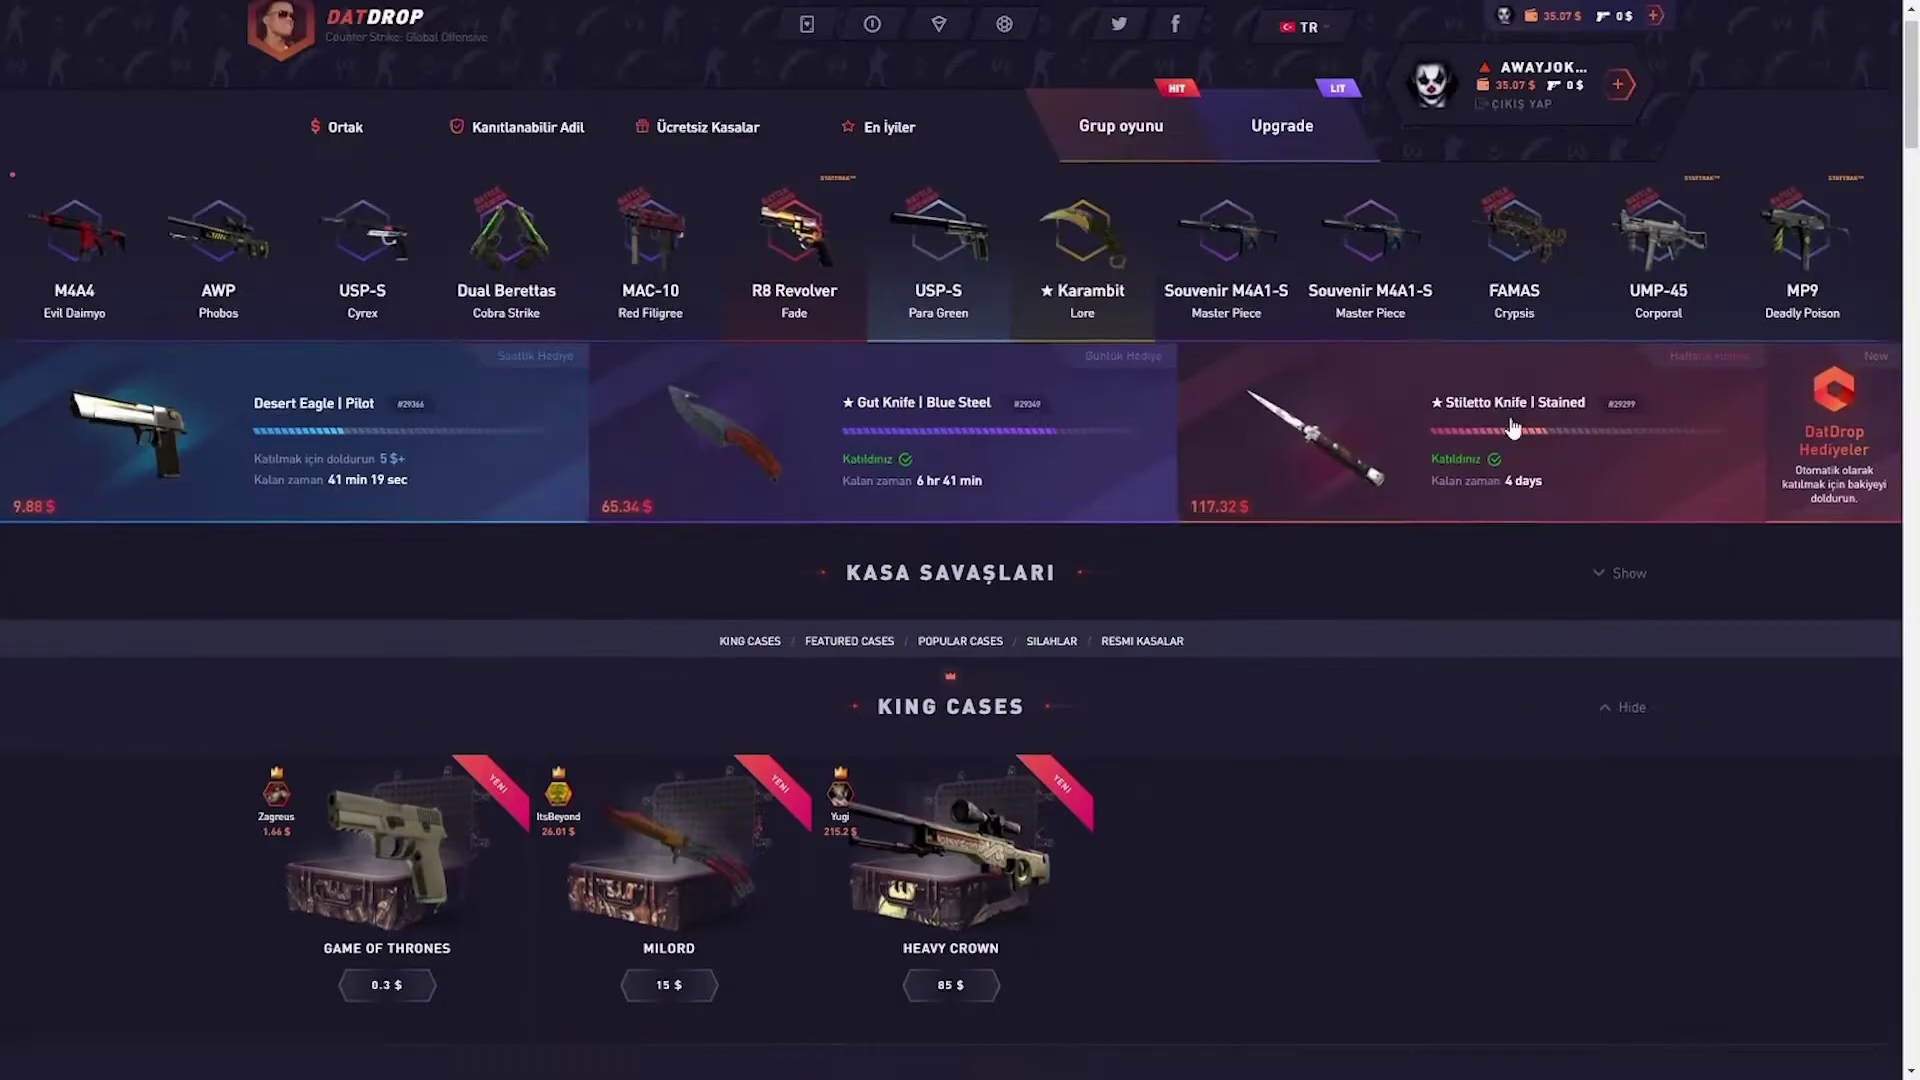 DATDROP
Counter Strike: Global Offensive
TR
35.07 $ 0 $
AWAYJOK...
35.07 $ 0 $
ÇIKIŞ YAP
HIT
LIT
$ Ortak
Kanıtlanabilir Adil
Ücretsiz Kasalar
En İyiler
Grup oyunu
Upgrade
STATTRAK™
STATTRAK™
STATTRAK™
M4A4
Evil Daimyo
AWP
Phobos
USP-S
Cyrex
Dual Berettas
Cobra Strike
MAC-10
Red Filigree
R8 Revolver
Fade
USP-S
Para Green
★ Karambit
Lore
Souvenir M4A1-S
Master Piece
Souvenir M4A1-S
Master Piece
FAMAS
Crypsis
UMP-45
Corporal
MP9
Deadly Poison
Saatlik Hediye
Desert Eagle | Pilot #29366
Katılmak için doldurun 5 $+
Kalan zaman 41 min 19 sec
9.88 $
Günlük Hediye
★ Gut Knife | Blue Steel #29349
Katıldınız
Kalan zaman 6 hr 41 min
65.34 $
Haftalık Hediye
★ Stiletto Knife | Stained #29299
Katıldınız
Kalan zaman 4 days
117.32 $
New
DatDrop
Hediyeler
Otomatik olarak
katılmak için bakiyeyi
doldurun.
KASA SAVAŞLARI
Show
KING CASES / FEATURED CASES / POPULAR CASES / SILAHLAR / RESMI KASALAR
KING CASES
Hide
Zagreus
1.66 $
YENİ
GAME OF THRONES
0.3 $
ItsBeyond
26.01 $
YENİ
MILORD
15 $
Yugi
215.2 $
YENİ
HEAVY CROWN
85 $